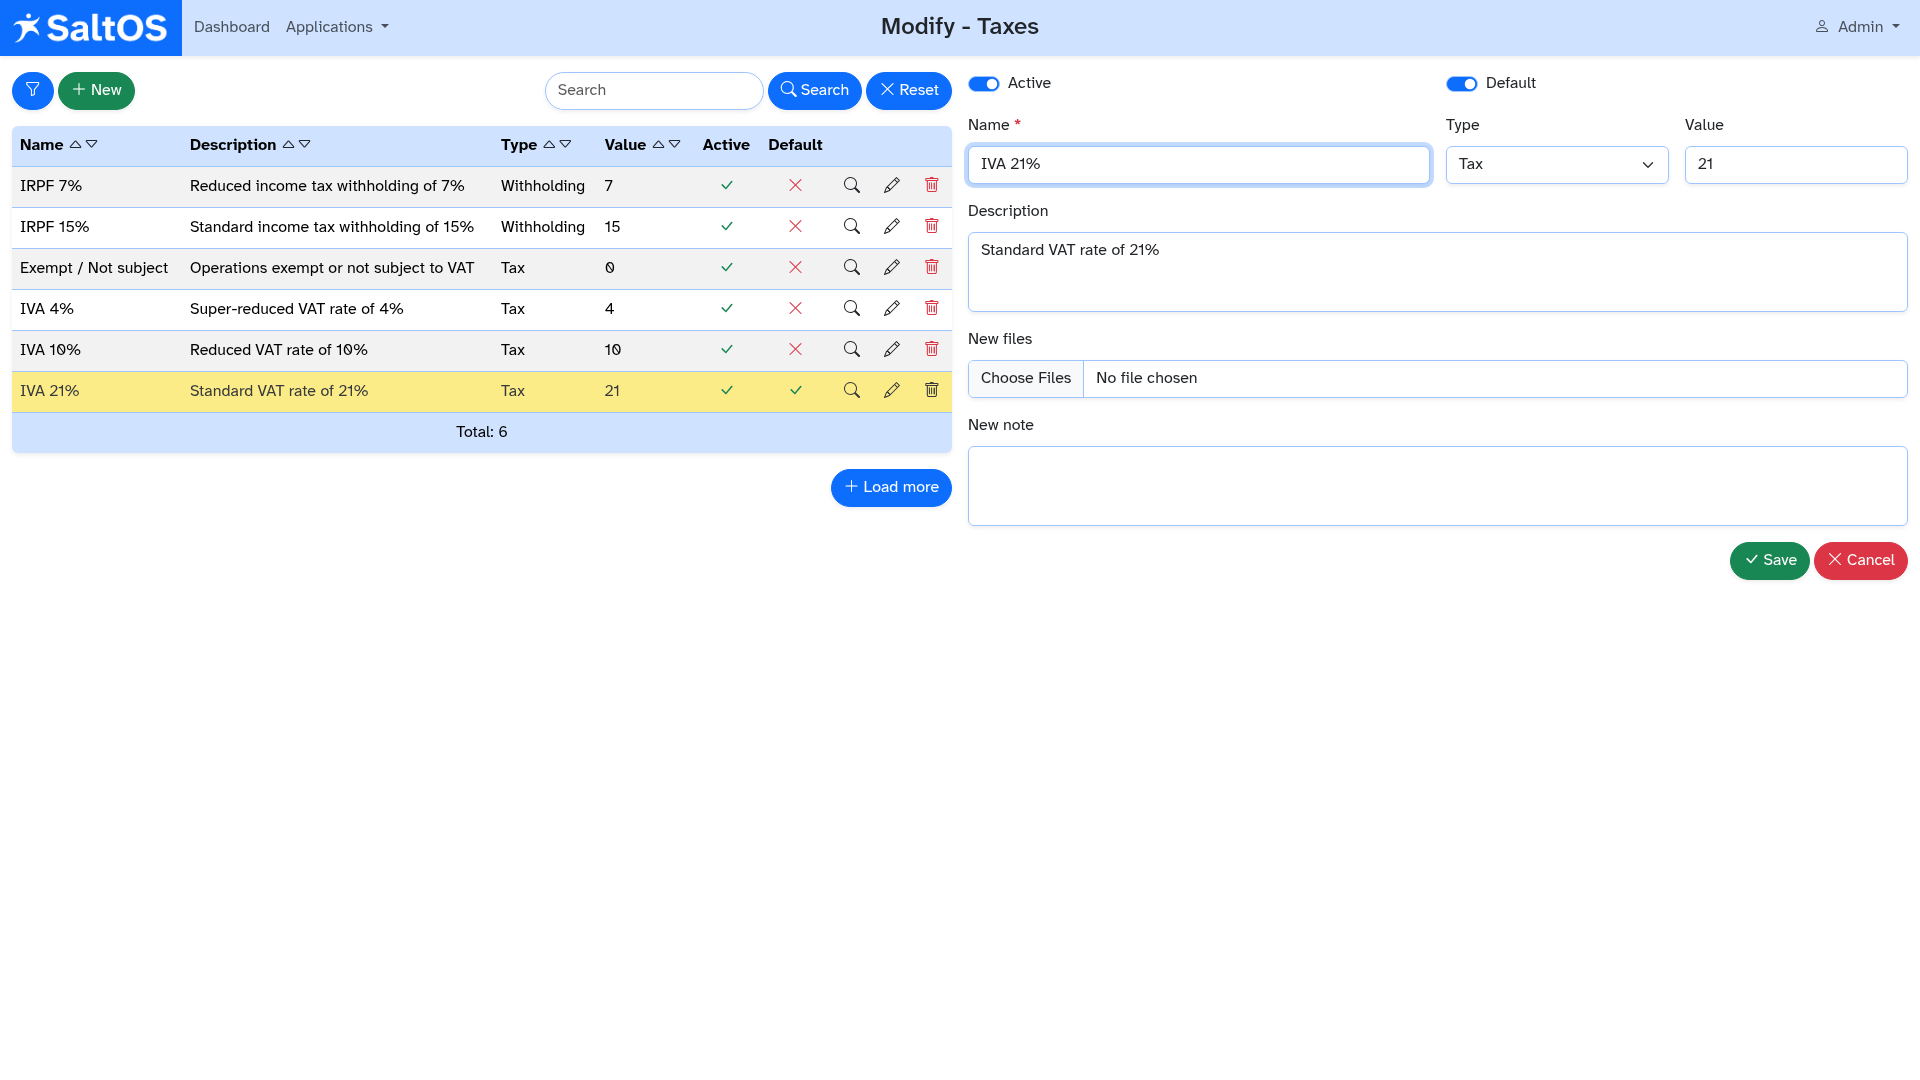 SaltOS Dashboard Applications Modify - Taxes Admin
New Search Search Reset
Name Description Type Value Active Default
IRPF 7% Reduced income tax withholding of 7% Withholding 7
IRPF 15% Standard income tax withholding of 15% Withholding 15
Exempt / Not subject Operations exempt or not subject to VAT Tax 0
IVA 4% Super-reduced VAT rate of 4% Tax 4
IVA 10% Reduced VAT rate of 10% Tax 10
IVA 21% Standard VAT rate of 21% Tax 21
Total: 6
Load more
Active Default
Name * Type Value
IVA 21% Tax 21
Description
Standard VAT rate of 21%
New files
Choose Files No file chosen
New note
Save Cancel